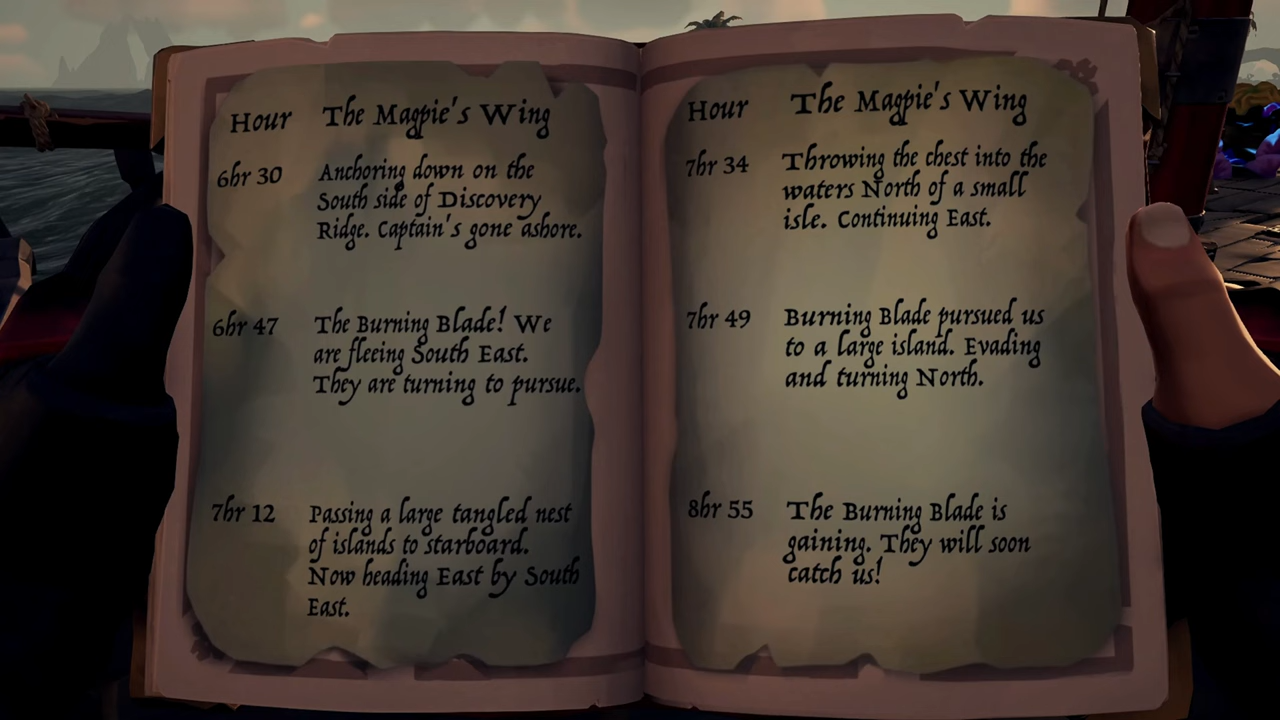 Hour The Magpie's Wing
6hr 30 Anchoring down on the
South side of Discovery
Ridge. Captain's gone ashore.
6hr 47 The Burning Blade! We
are fleeing South East.
They are turning to pursue.
7hr 12 Passing a large tangled nest
of islands to starboard.
Now heading East by South
East.
Hour The Magpie's Wing
7hr 34 Throwing the chest into the
waters North of a small
isle. Continuing East.
7hr 49 Burning Blade pursued us
to a large island. Evading
and turning North.
8hr 55 The Burning Blade is
gaining. They will soon
catch us!